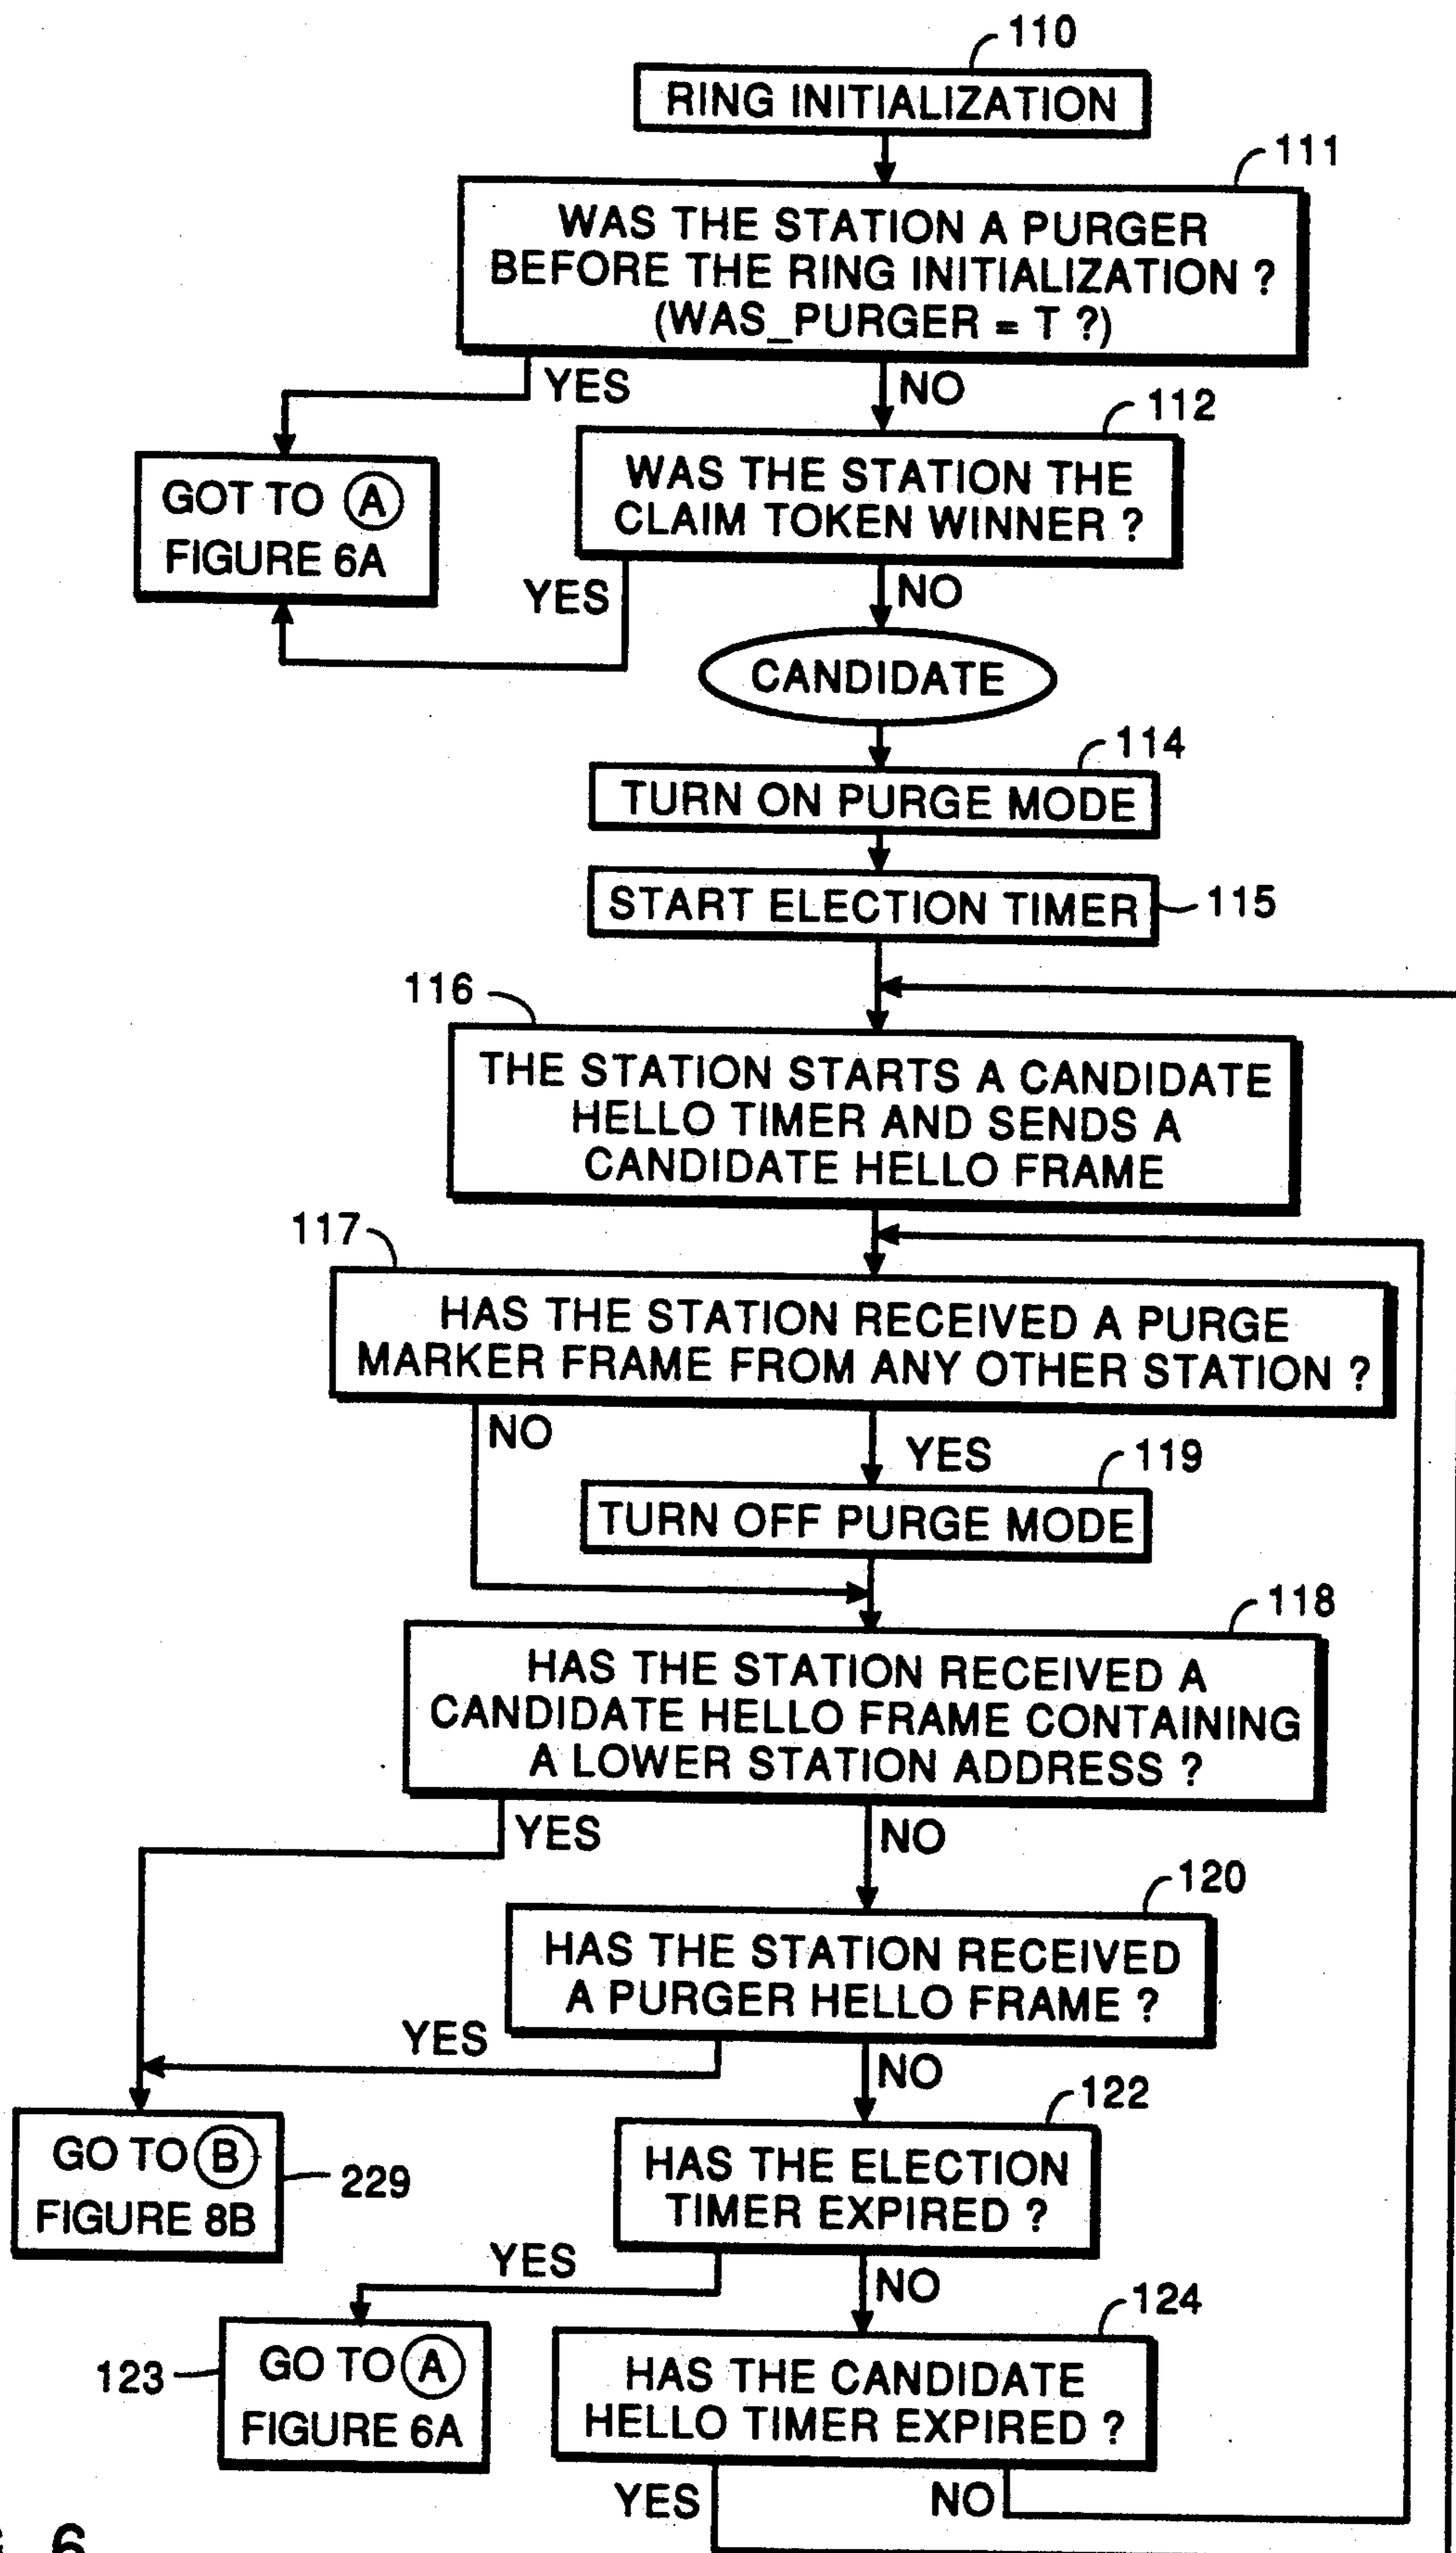 110
RING INITIALIZATION
111
WAS THE STATION A PURGER
BEFORE THE RING INITIALIZATION ?
(WAS_PURGER = T ?)
YES
NO
112
GOT TO A
FIGURE 6A
WAS THE STATION THE
CLAIM TOKEN WINNER ?
YES
NO
CANDIDATE
114
TURN ON PURGE MODE
START ELECTION TIMER
115
116
THE STATION STARTS A CANDIDATE
HELLO TIMER AND SENDS A
CANDIDATE HELLO FRAME
117
HAS THE STATION RECEIVED A PURGE
MARKER FRAME FROM ANY OTHER STATION ?
NO
YES
119
TURN OFF PURGE MODE
118
HAS THE STATION RECEIVED A
CANDIDATE HELLO FRAME CONTAINING
A LOWER STATION ADDRESS ?
YES
NO
120
HAS THE STATION RECEIVED
A PURGER HELLO FRAME ?
YES
NO
122
GO TO B
FIGURE 8B
229
HAS THE ELECTION
TIMER EXPIRED ?
YES
NO
124
123
GO TO A
FIGURE 6A
HAS THE CANDIDATE
HELLO TIMER EXPIRED ?
YES
NO
6